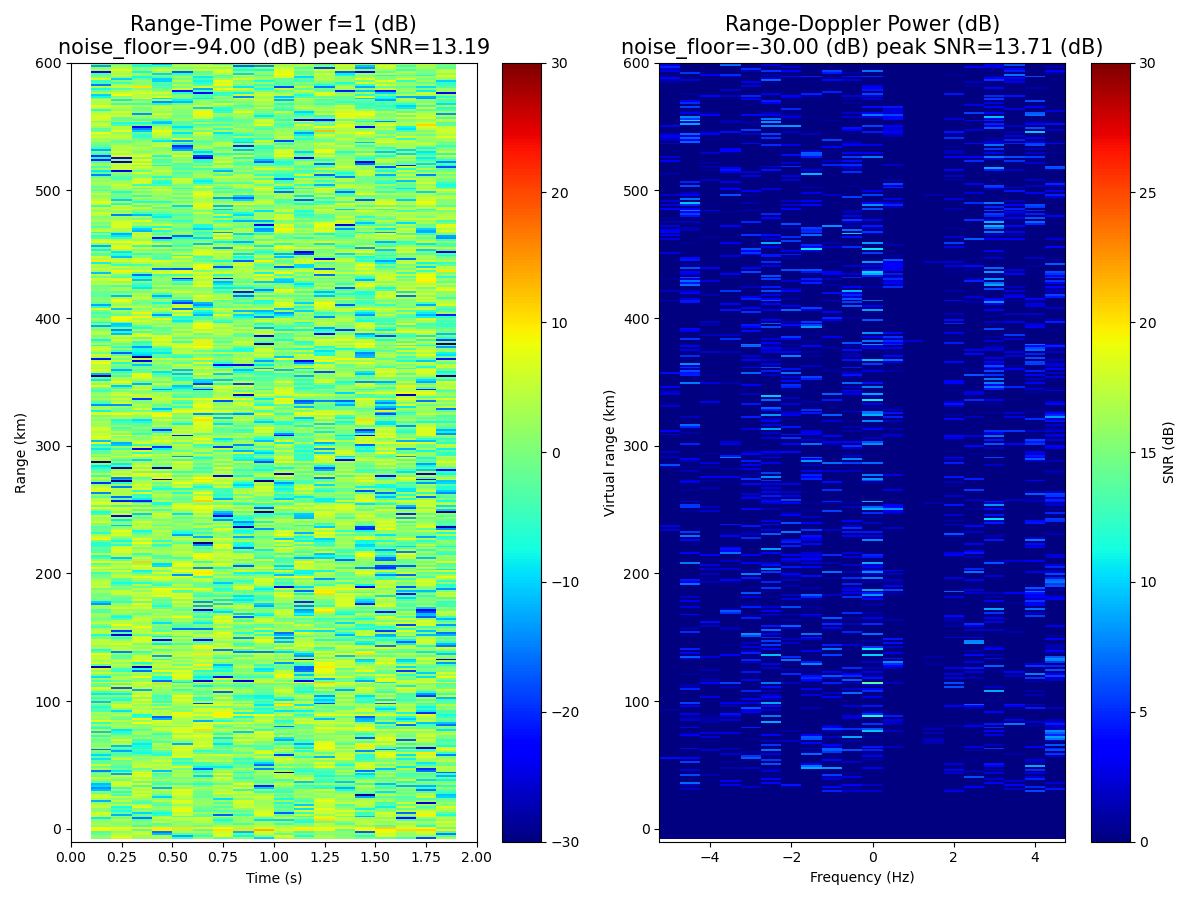 Range-Time Power f=1 (dB)
noise_floor=-94.00 (dB) peak SNR=13.19
600
500
400
300
200
100
0
Range (km)
0.00 0.25 0.50 0.75 1.00 1.25 1.50 1.75 2.00
Time (s)
30
20
10
0
−10
−20
−30
Range-Doppler Power (dB)
noise_floor=-30.00 (dB) peak SNR=13.71 (dB)
600
500
400
300
200
100
0
Virtual range (km)
−4 −2 0 2 4
Frequency (Hz)
30
25
20
15
10
5
0
SNR (dB)